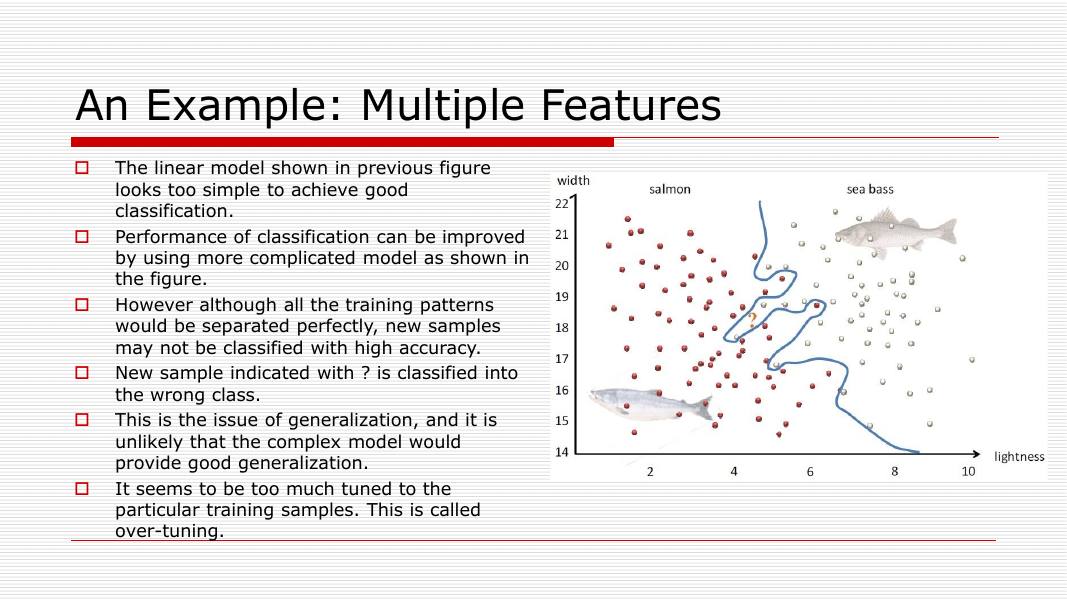 An Example: Multiple Features
The linear model shown in previous figure
looks too simple to achieve good
classification.
Performance of classification can be improved
by using more complicated model as shown in
the figure.
However although all the training patterns
would be separated perfectly, new samples
may not be classified with high accuracy.
New sample indicated with ? is classified into
the wrong class.
This is the issue of generalization, and it is
unlikely that the complex model would
provide good generalization.
It seems to be too much tuned to the
particular training samples. This is called
over-tuning.
width
salmon
sea bass
22
21
20
19
18
17
16
15
14
?
2
4
6
8
10
lightness